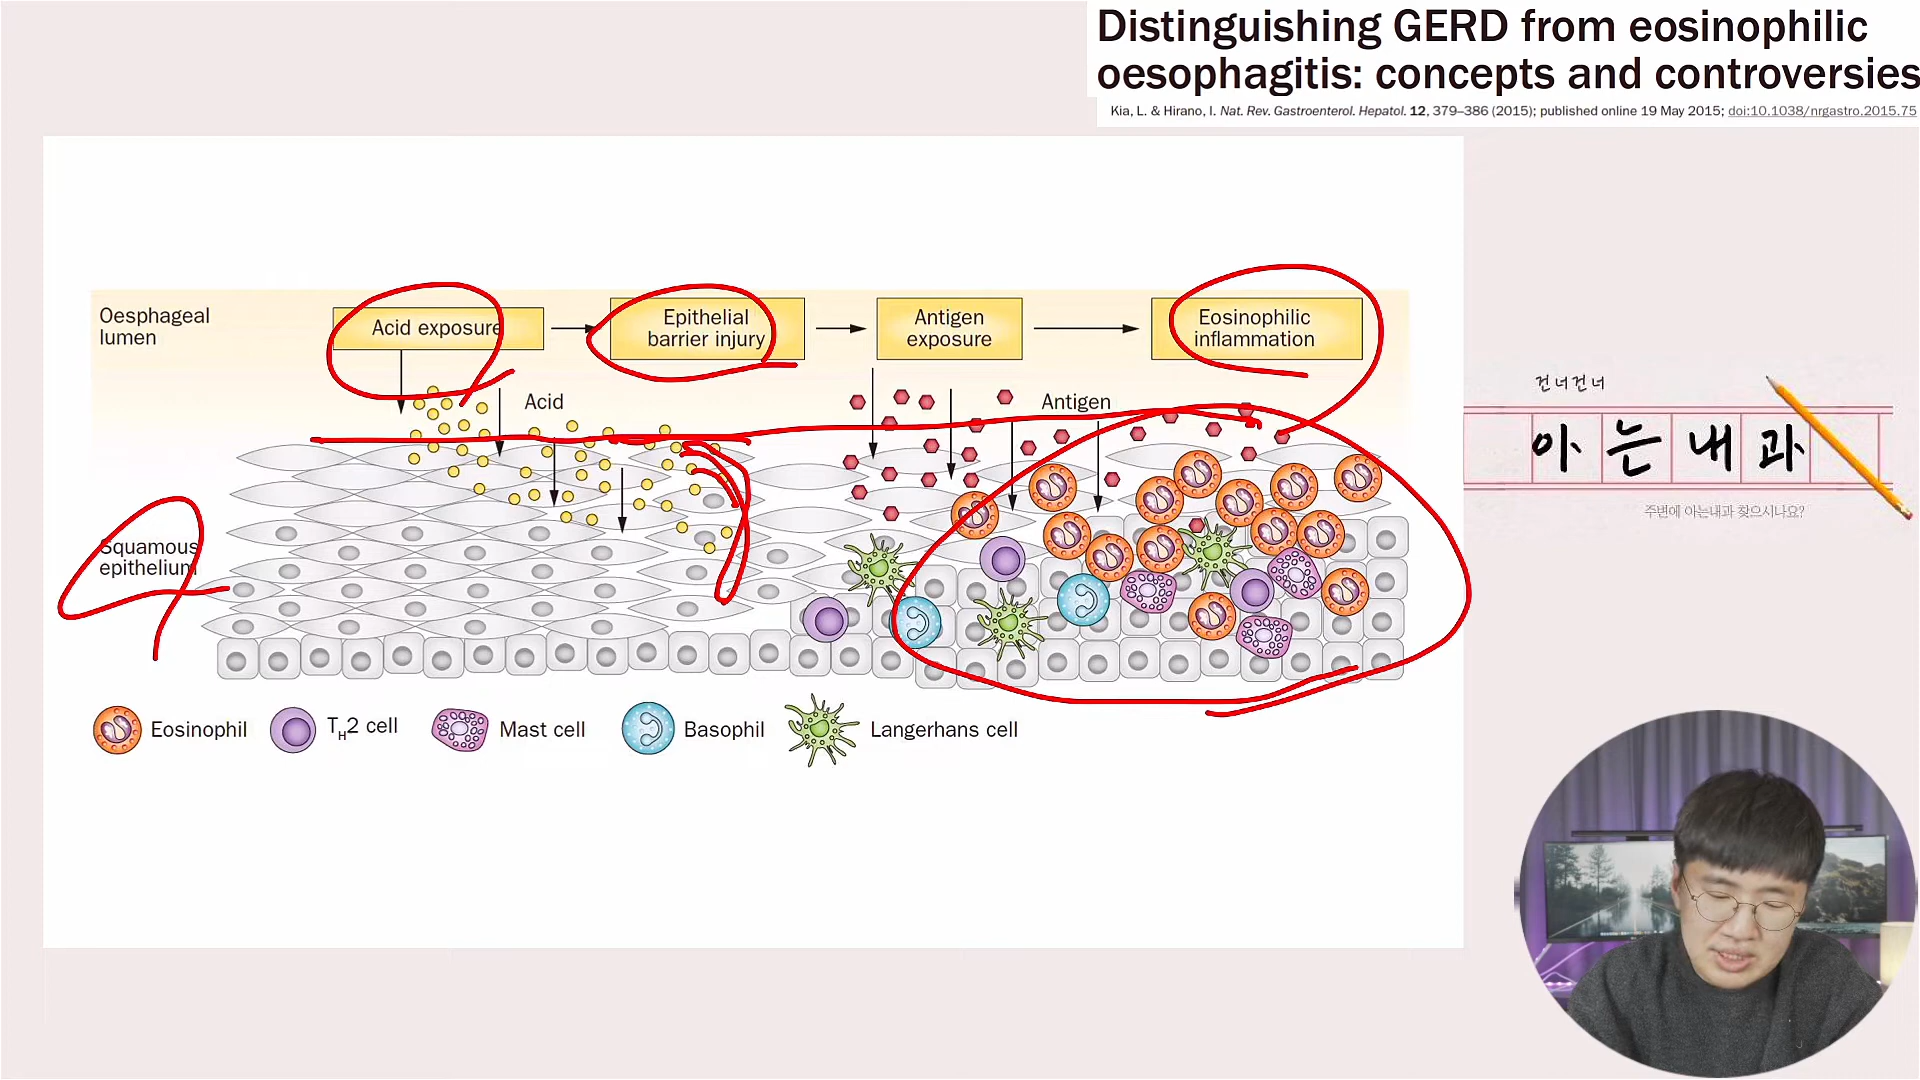 Distinguishing GERD from eosinophilic
oesophagitis: concepts and controversies
Kia, L. & Hirano, I. Nat. Rev. Gastroenterol. Hepatol. 12, 379–386 (2015); published online 19 May 2015; doi:10.1038/nrgastro.2015.75
Oesphageal
lumen
Acid exposure
Epithelial
barrier injury
Antigen
exposure
Eosinophilic
inflammation
Acid
Antigen
Squamous
epithelium
Eosinophil
TH2 cell
Mast cell
Basophil
Langerhans cell
건너건너
아는내과
주변에 아는내과 찾으시나요?